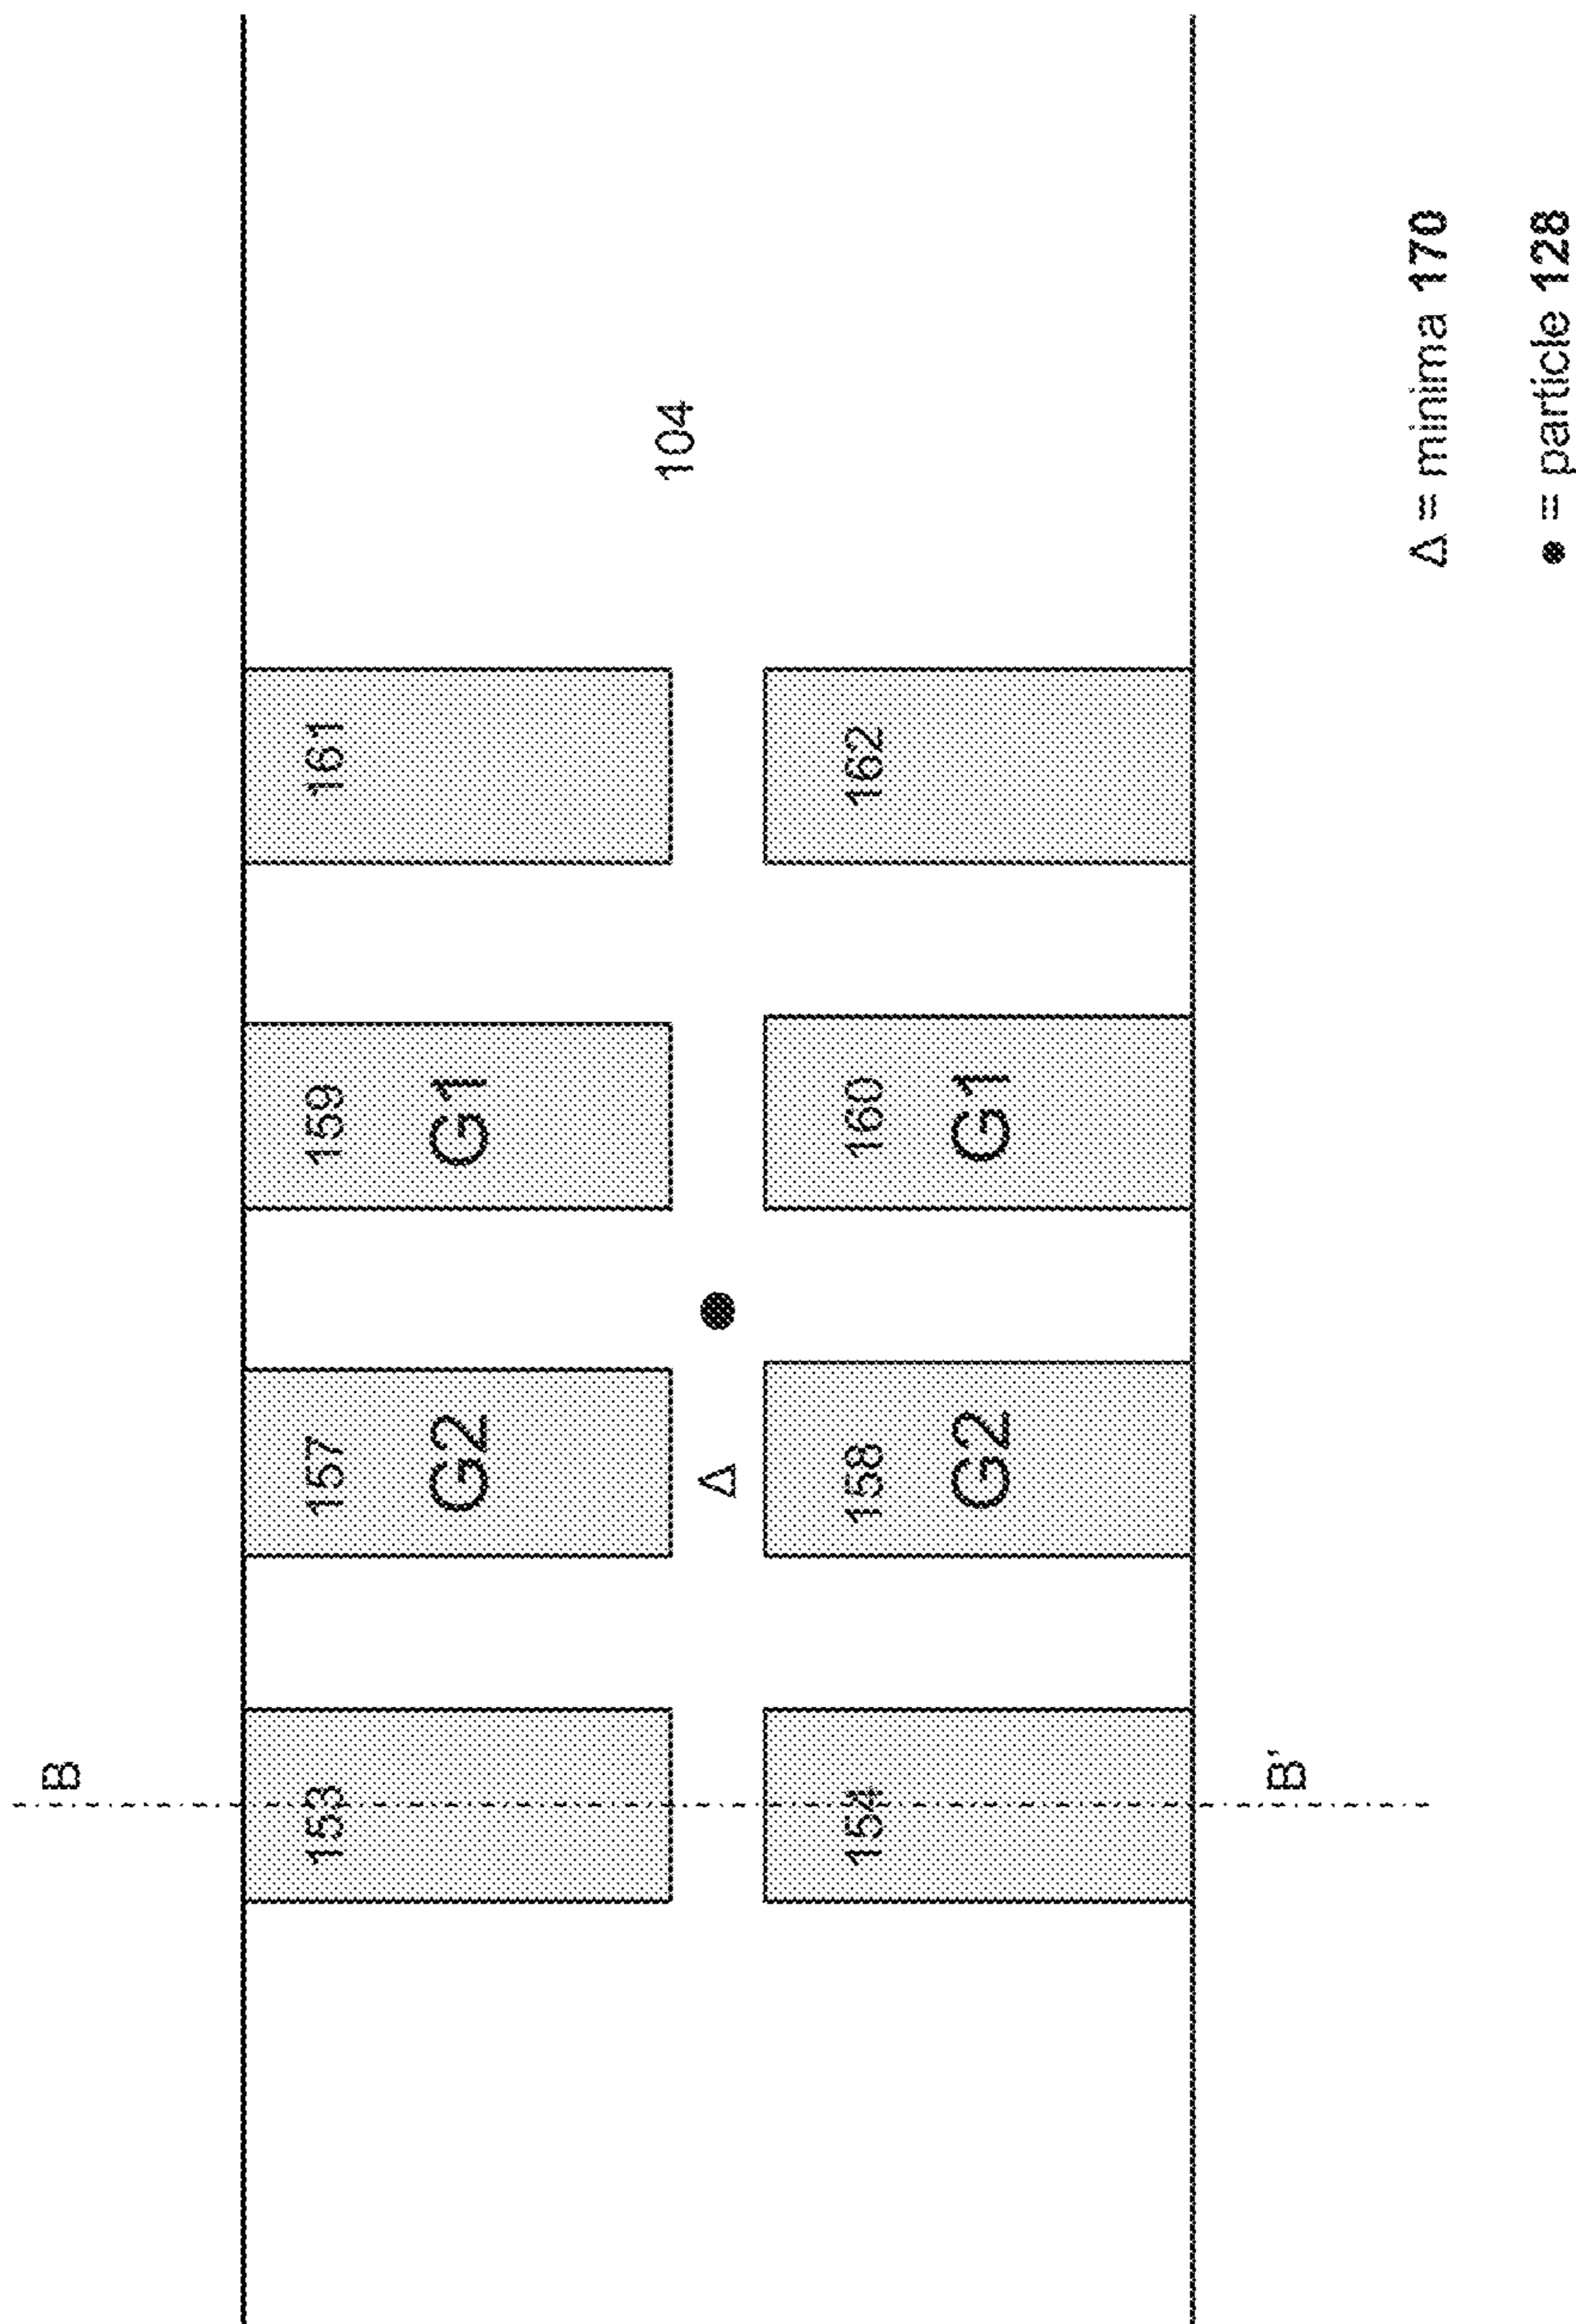 B
153 157 159 161
G2 G1
104
Δ ●
154 158 160 162
G2 G1
B'
Δ = minima 170
● = particle 128